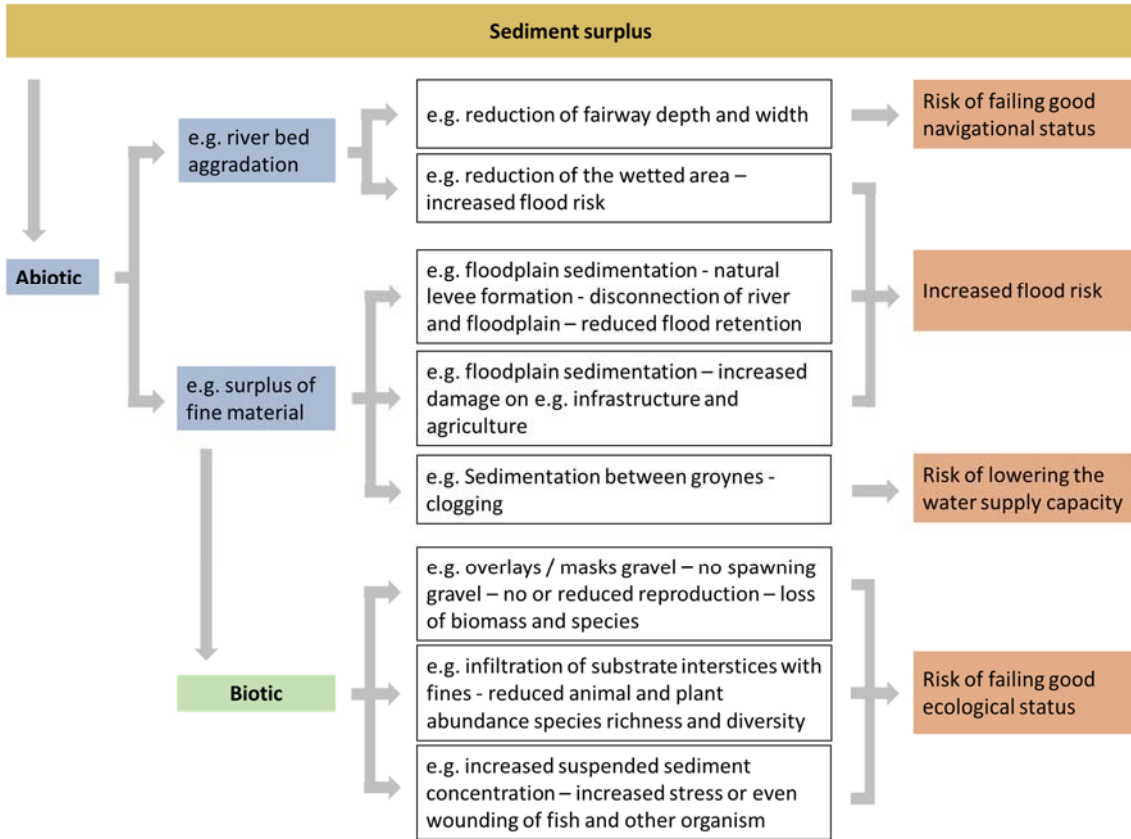 Sediment surplus
e.g. reduction of fairway depth and width
Risk of failing good
navigational status
e.g. river bed
aggradation
e.g. reduction of the wetted area –
increased flood risk
Abiotic
e.g. floodplain sedimentation - natural
levee formation - disconnection of river
and floodplain – reduced flood retention
Increased flood risk
e.g. surplus of
fine material
e.g. floodplain sedimentation – increased
damage on e.g. infrastructure and
agriculture
e.g. Sedimentation between groynes -
clogging
Risk of lowering the
water supply capacity
e.g. overlays / masks gravel – no spawning
gravel – no or reduced reproduction – loss
of biomass and species
Biotic
e.g. infiltration of substrate interstices with
fines - reduced animal and plant
abundance species richness and diversity
Risk of failing good
ecological status
e.g. increased suspended sediment
concentration – increased stress or even
wounding of fish and other organism